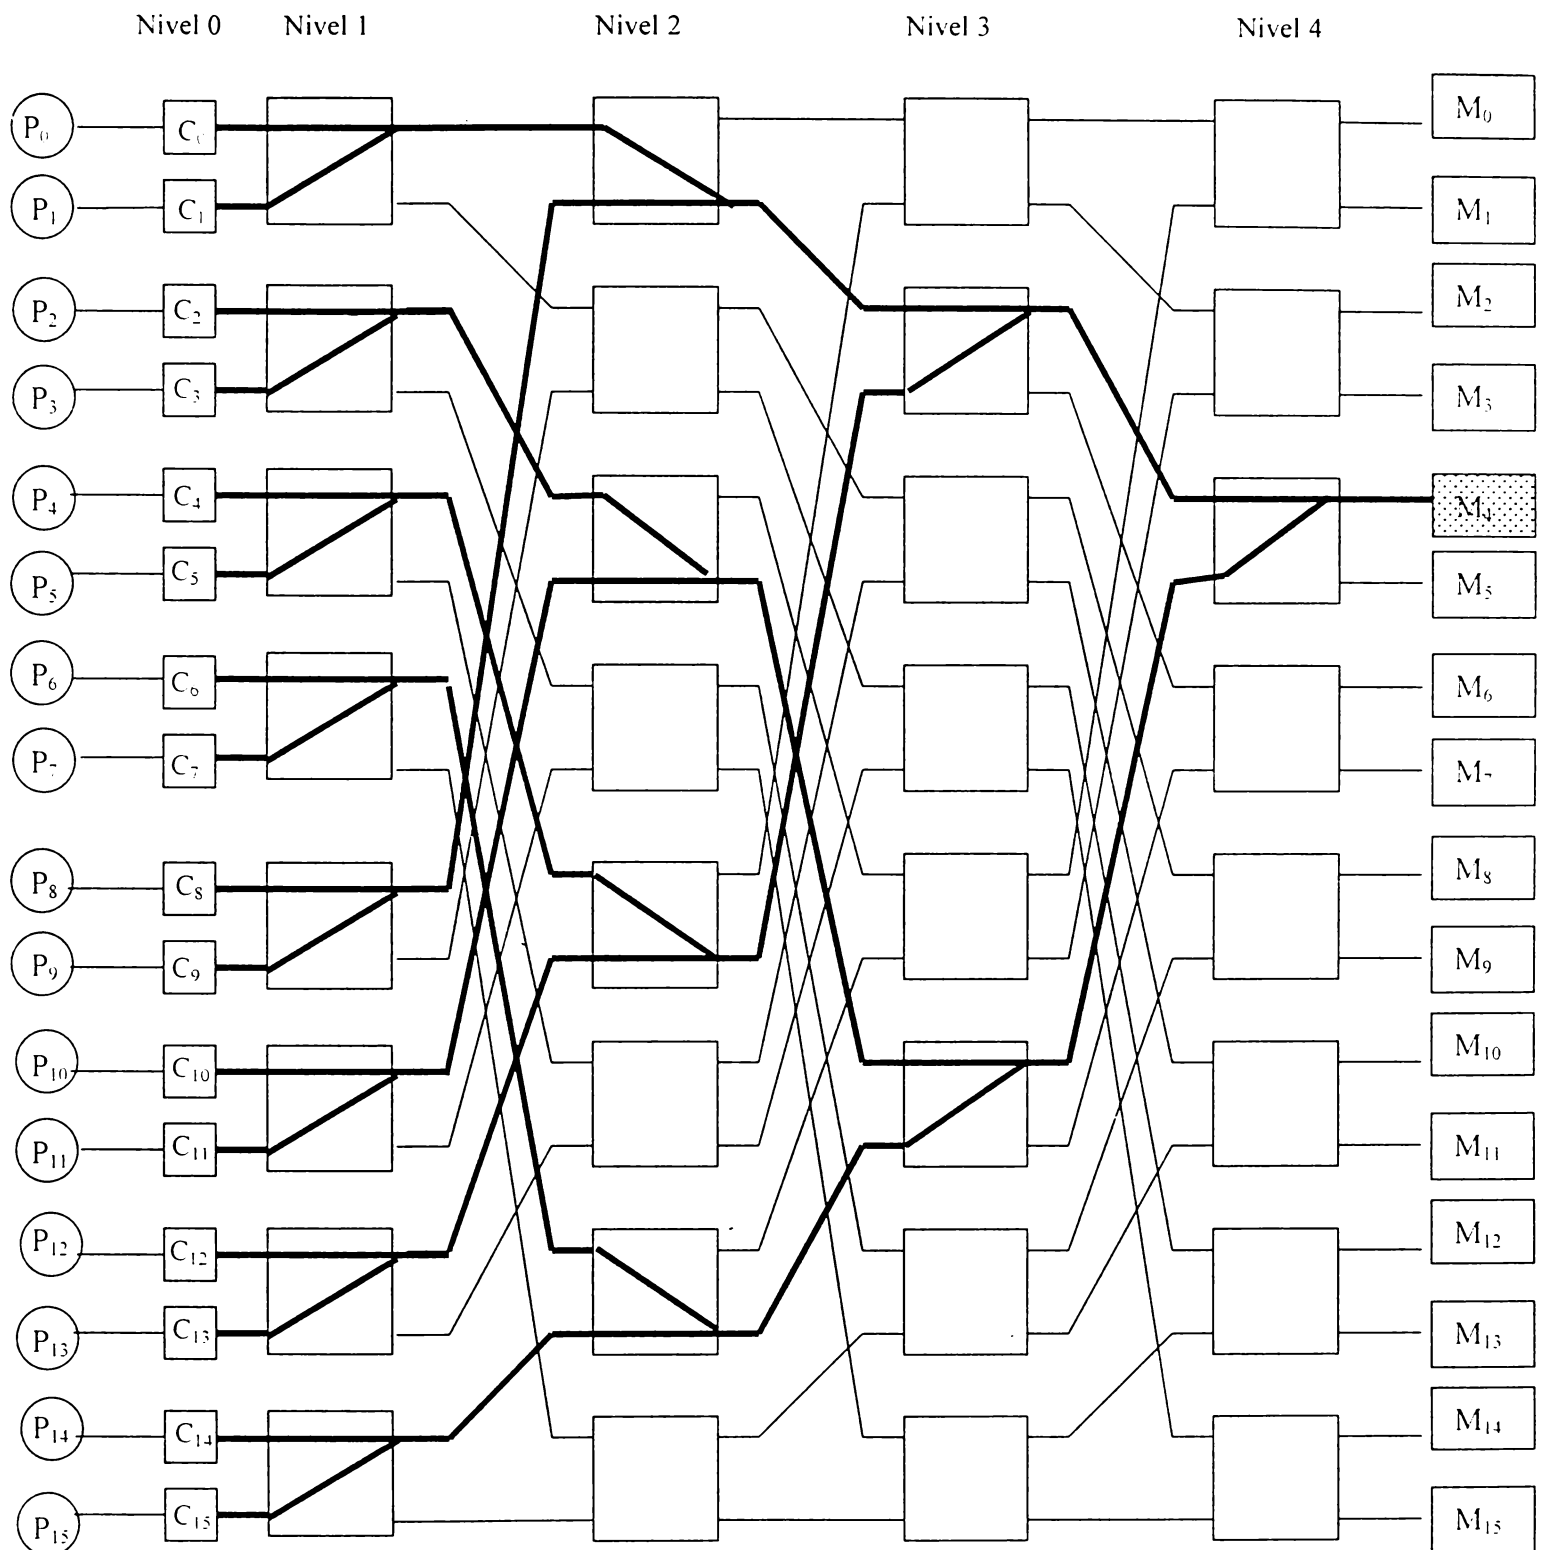 Nivel 0 Nivel 1 Nivel 2 Nivel 3 Nivel 4
P₀ C₀ M₀
P₁ C₁ M₁
P₂ C₂ M₂
P₃ C₃ M₃
P₄ C₄ M₄
P₅ C₅ M₅
P₆ C₆ M₆
P₇ C₇ M₇
P₈ C₈ M₈
P₉ C₉ M₉
P₁₀ C₁₀ M₁₀
P₁₁ C₁₁ M₁₁
P₁₂ C₁₂ M₁₂
P₁₃ C₁₃ M₁₃
P₁₄ C₁₄ M₁₄
P₁₅ C₁₅ M₁₅